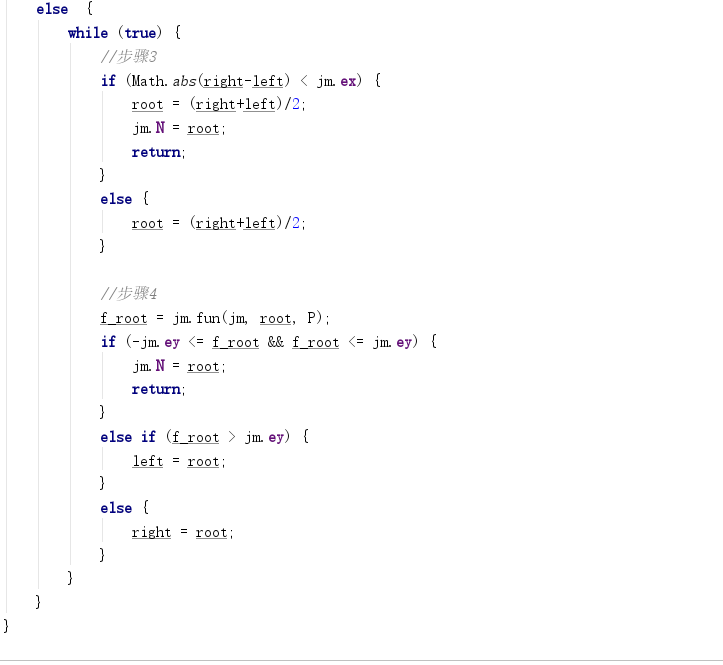 else  {
while (true) {
//步骤3
if (Math.abs(right-left) < jm.ex) {
root = (right+left)/2;
jm.N = root;
return;
}
else {
root = (right+left)/2;
}
//步骤4
f_root = jm.fun(jm, root, P);
if (-jm.ey <= f_root && f_root <= jm.ey) {
jm.N = root;
return;
}
else if (f_root > jm.ey) {
left = root;
}
else {
right = root;
}
}
}
}